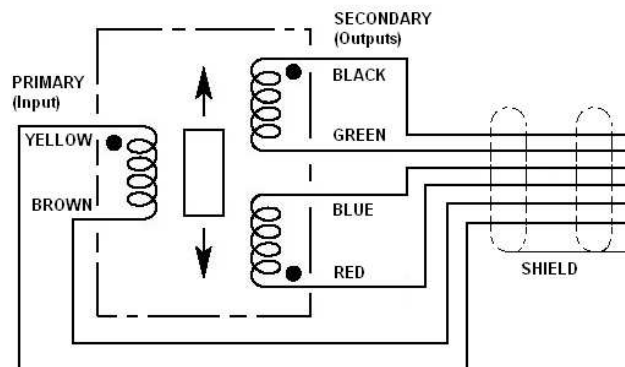 SECONDARY
(Outputs)
BLACK
PRIMARY
(Input)
YELLOW
GREEN
BROWN
BLUE
RED
SHIELD